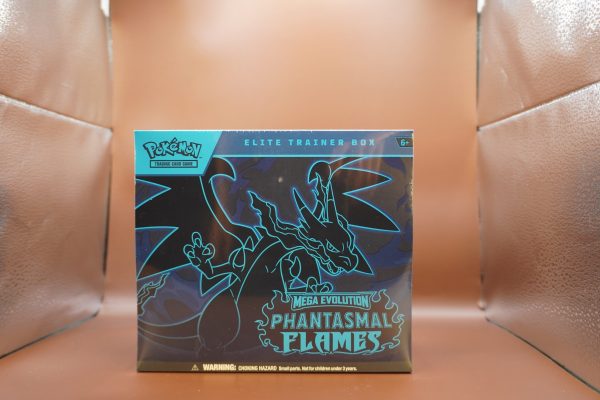 POKéMON
TRADING CARD GAME
ELITE TRAINER BOX
6+
MEGA EVOLUTION
PHANTASMAL
FLAMES
⚠ WARNING: CHOKING HAZARD Small parts. Not for children under 3 years.